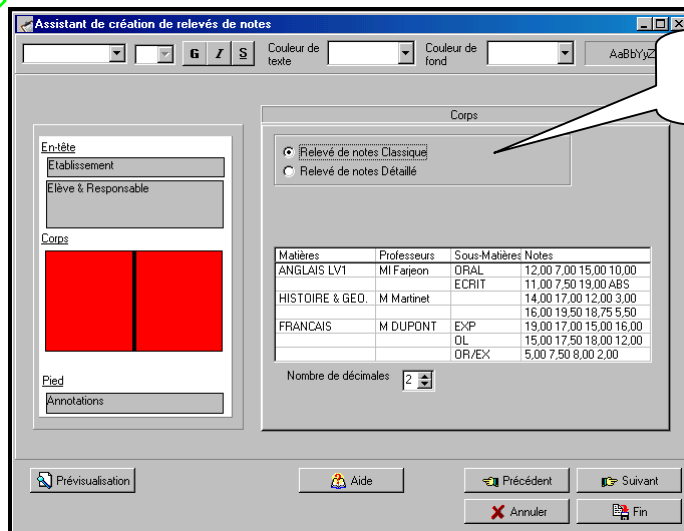 Assistant de création de relevés de notes
G I S Couleur de texte Couleur de fond AaBbYyZ
Corps
En-tête
Etablissement
Elève & Responsable
Corps
Pied
Annotations
Relevé de notes Classique
Relevé de notes Détaillé
Matières Professeurs Sous-Matières Notes
ANGLAIS LV1 Ml Farjeon ORAL 12,00 7,00 15,00 10,00
ECRIT 11,00 7,50 19,00 ABS
HISTOIRE & GEO. M Martinet 14,00 17,00 12,00 3,00
16,00 19,50 18,75 5,50
FRANCAIS M DUPONT EXP 19,00 17,00 15,00 16,00
OL 15,00 17,50 18,00 12,00
OR/EX 5,00 7,50 8,00 2,00
Nombre de décimales 2
Prévisualisation Aide Précédent Suivant
Annuler Fin